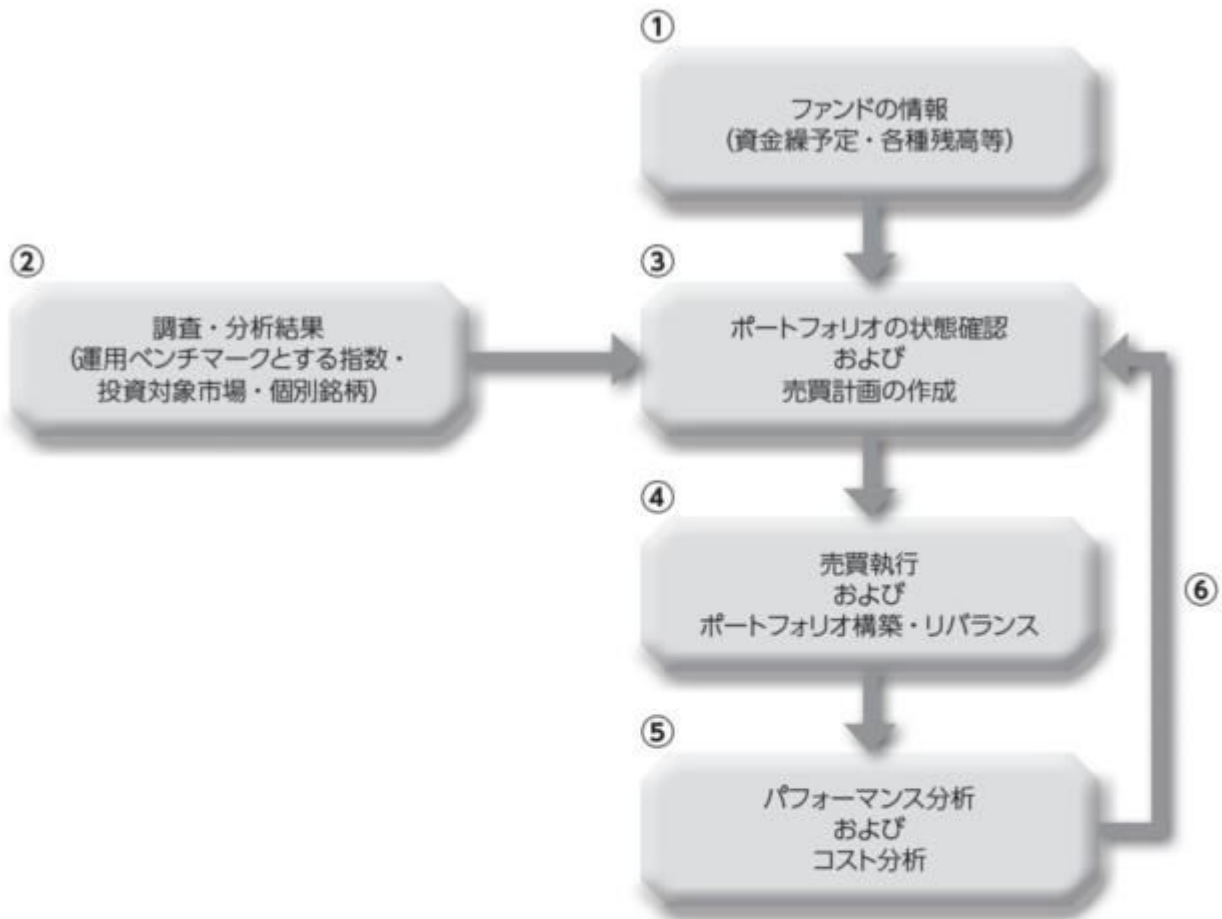 ①
ファンドの情報
(資金繰予定・各種残高等)
②
調査・分析結果
(運用ベンチマークとする指数・
投資対象市場・個別銘柄)
③
ポートフォリオの状態確認
および
売買計画の作成
④
売買執行
および
ポートフォリオ構築・リバランス
⑥
⑤
パフォーマンス分析
および
コスト分析